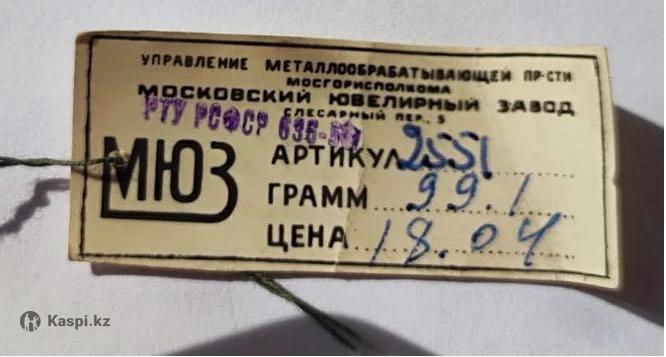 УПРАВЛЕНИЕ МЕТАЛЛООБРАБАТЫВАЮЩЕЙ ПР-СТИ
МОСГОРИСПОЛКОМА
МОСКОВСКИЙ ЮВЕЛИРНЫЙ ЗАВОД
СЛЕСАРНЫЙ ПЕР., 5
РТУ РСФСР 636-
МЮЗ
АРТИКУЛ 2551
ГРАММ 99.1
ЦЕНА 18.04
Kaspi.kz